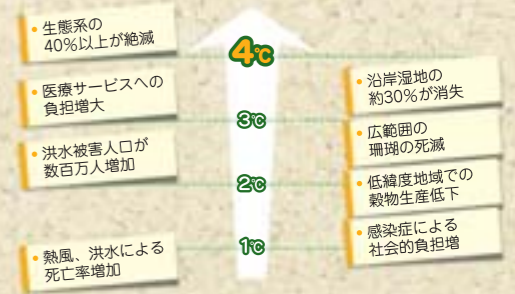 ・生態系の
40％以上が絶滅
・医療サービスへの
負担増大
・洪水被害人口が
数百万人増加
・熱風、洪水による
死亡率増加
4℃
3℃
2℃
1℃
・沿岸湿地の
約30％が消失
・広範囲の
珊瑚の死滅
・低緯度地域での
穀物生産低下
・感染症による
社会的負担増